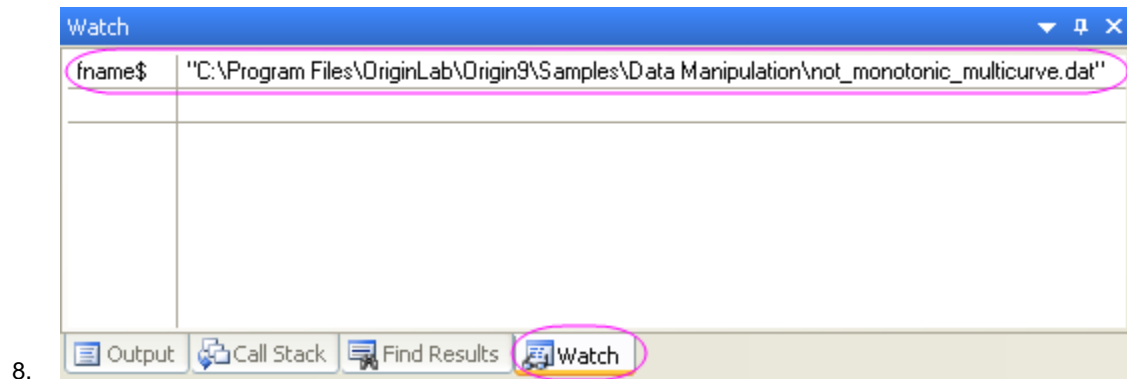 Watch
fname$ "C:\Program Files\OriginLab\Origin9\Samples\Data Manipulation\not_monotonic_multicurve.dat"
Output Call Stack Find Results Watch
8.